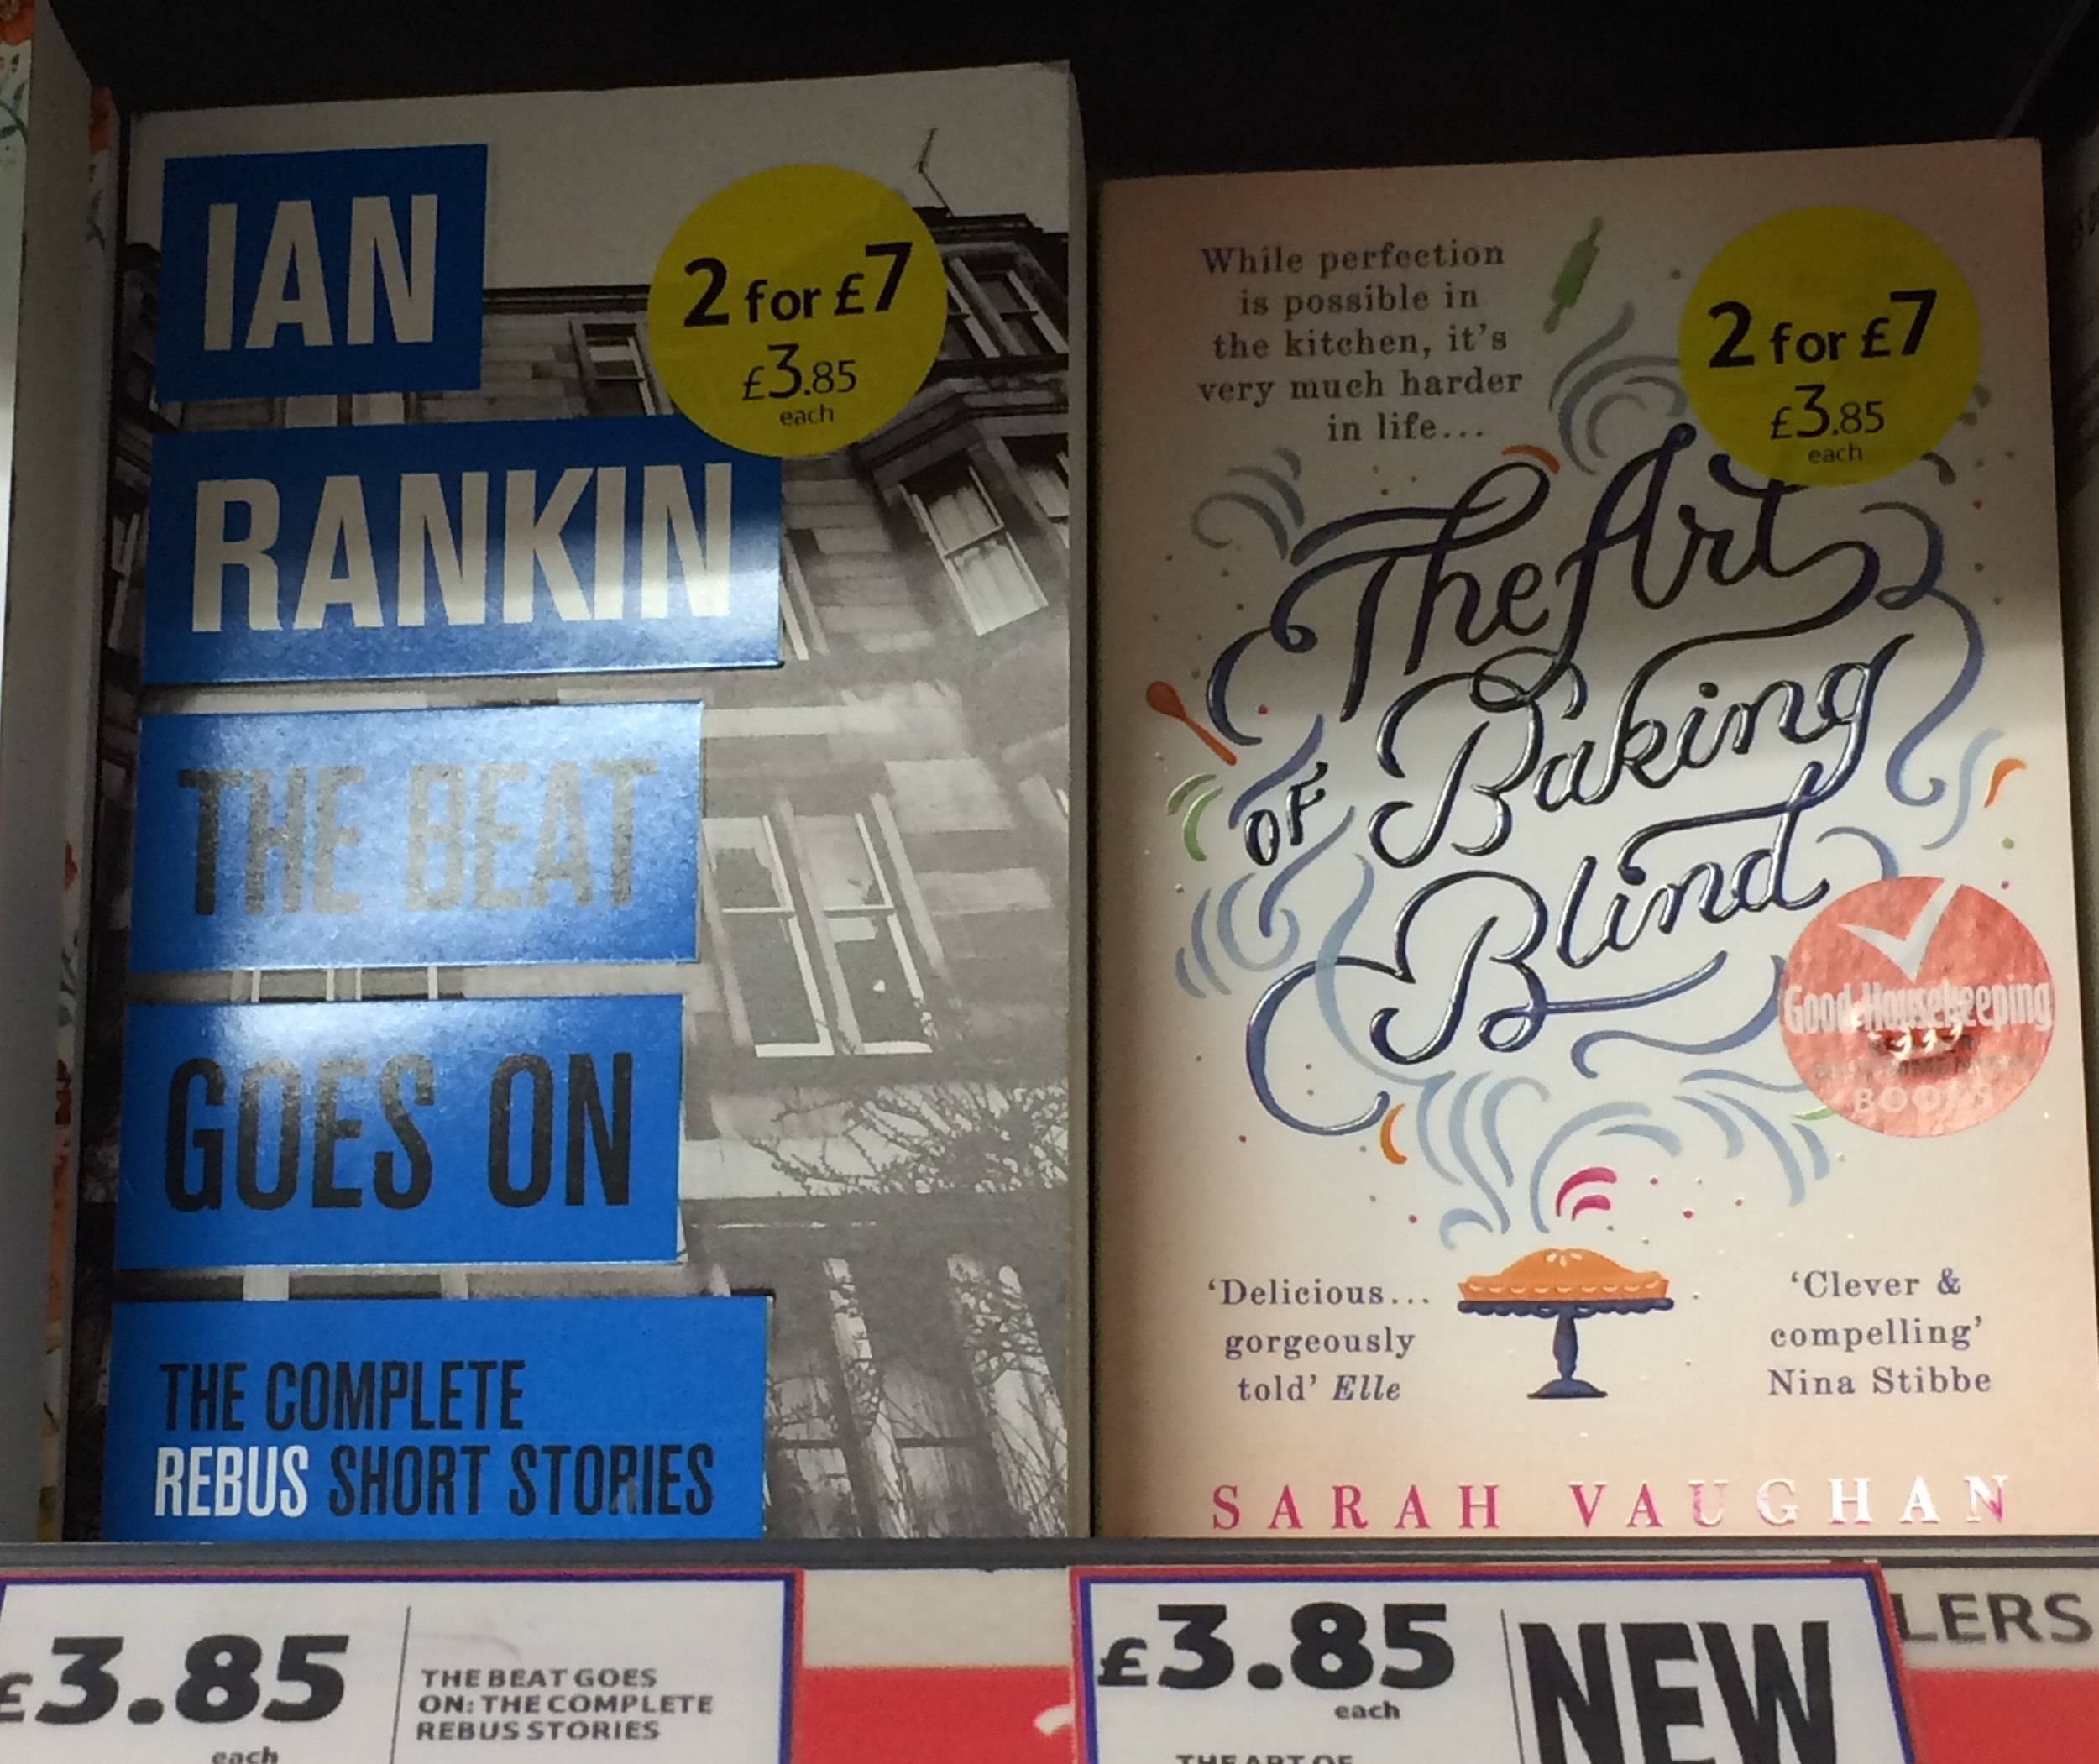 IAN
RANKIN
THE BEAT
GOES ON
THE COMPLETE
REBUS SHORT STORIES
2 for £7
£3.85
each
While perfection
is possible in
the kitchen, it's
very much harder
in life...
2 for £7
£3.85
each
The Art
OF Baking
Blind
Good Housekeeping
BOOKS
'Delicious...
gorgeously
told' Elle
'Clever &
compelling'
Nina Stibbe
SARAH VAUGHAN
£3.85
each
THE BEAT GOES
ON: THE COMPLETE
REBUS STORIES
£3.85
each
NEW
THE ART OF
LERS